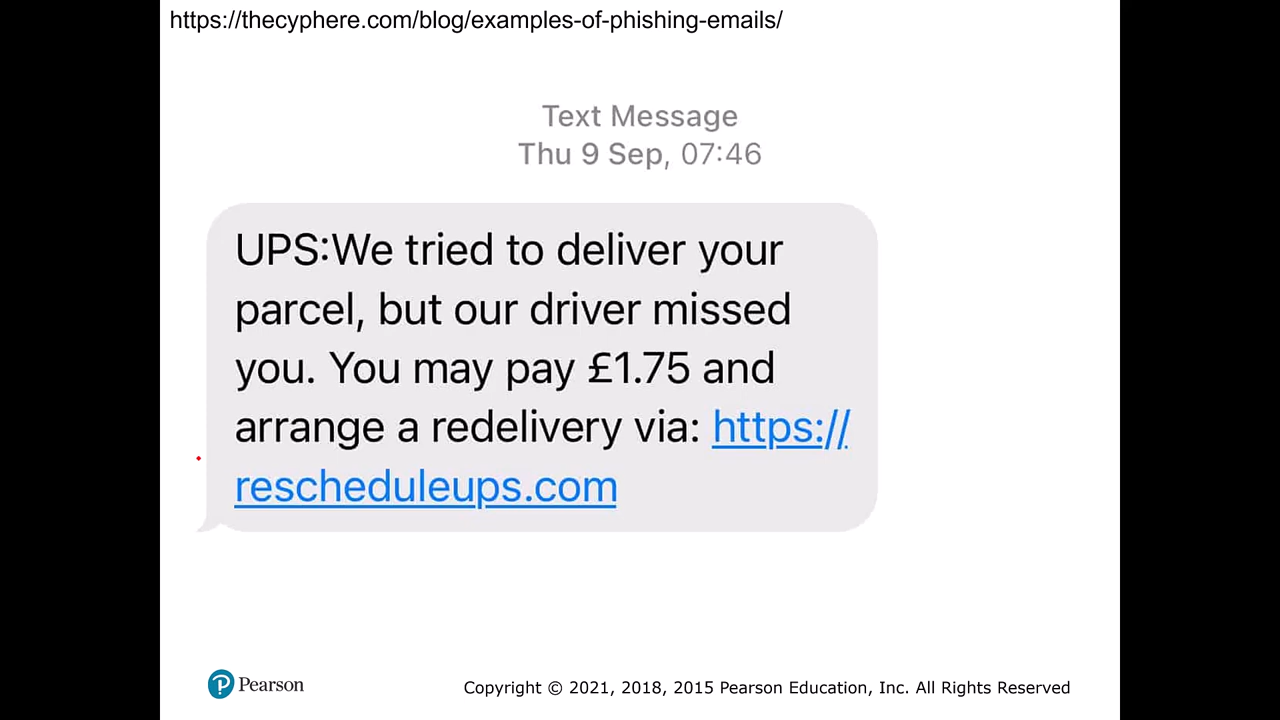 https://thecyphere.com/blog/examples-of-phishing-emails/
Text Message
Thu 9 Sep, 07:46
UPS:We tried to deliver your
parcel, but our driver missed
you. You may pay £1.75 and
arrange a redelivery via: https://
rescheduleups.com
Pearson
Copyright © 2021, 2018, 2015 Pearson Education, Inc. All Rights Reserved